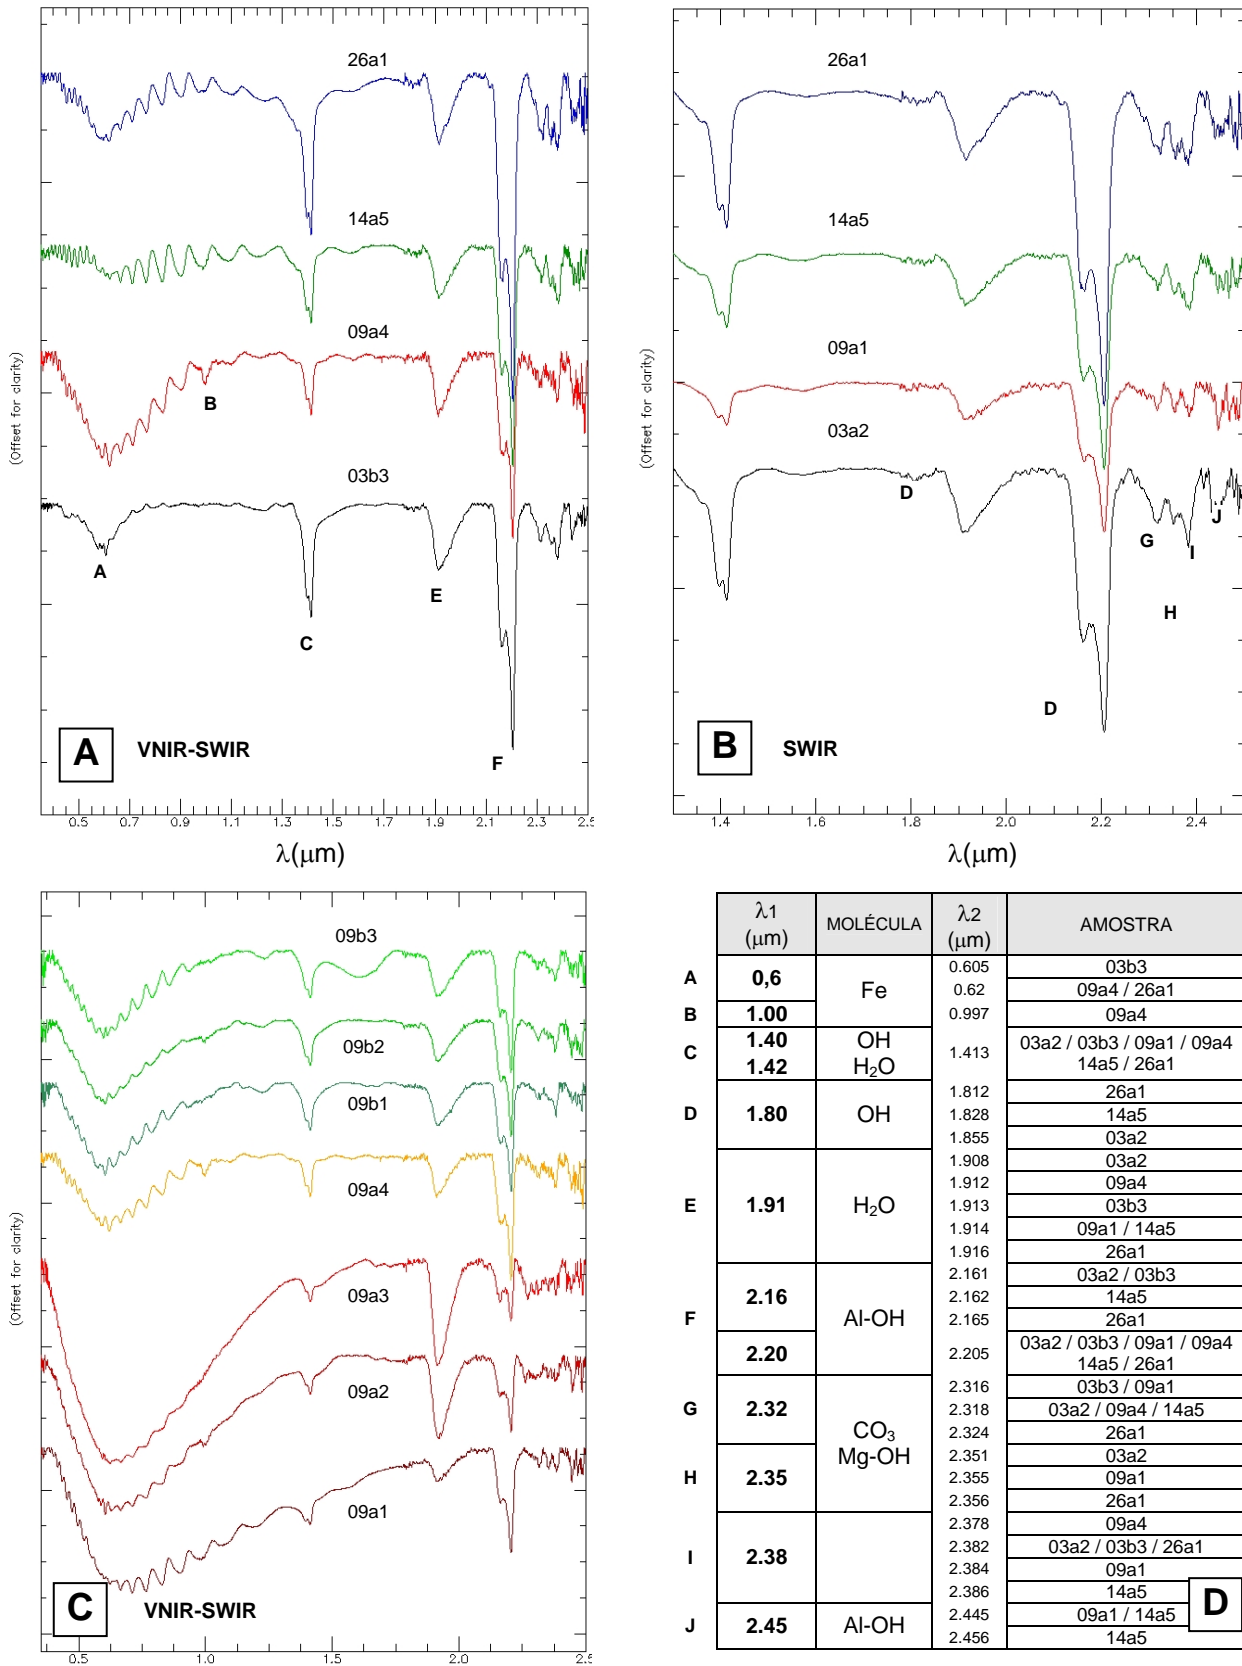 26a1
14a5
09a4
B
03b3
A
E
C
F
A VNIR-SWIR
(Offset for clarity)
0.5 0.7 0.9 1.1 1.3 1.5 1.7 1.9 2.1 2.3 2.5
λ(μm)
26a1
14a5
09a1
03a2
D
J
G
I
H
D
B SWIR
(Offset for clarity)
1.4 1.6 1.8 2.0 2.2 2.4
λ(μm)
09b3
09b2
09b1
09a4
09a3
09a2
09a1
C VNIR-SWIR
(Offset for clarity)
0.5 1.0 1.5 2.0 2.5
λ1 (μm) MOLÉCULA λ2 (μm) AMOSTRA
A 0,6 Fe 0.605 03b3
0.62 09a4 / 26a1
B 1.00 0.997 09a4
C 1.40 OH 1.413 03a2 / 03b3 / 09a1 / 09a4
1.42 H2O 14a5 / 26a1
D 1.80 OH 1.812 26a1
1.828 14a5
1.855 03a2
E 1.91 H2O 1.908 03a2
1.912 09a4
1.913 03b3
1.914 09a1 / 14a5
1.916 26a1
F 2.16 Al-OH 2.161 03a2 / 03b3
2.162 14a5
2.165 26a1
2.20 2.205 03a2 / 03b3 / 09a1 / 09a4
14a5 / 26a1
G 2.32 CO3 Mg-OH 2.316 03b3 / 09a1
2.318 03a2 / 09a4 / 14a5
2.324 26a1
H 2.35 2.351 03a2
2.355 09a1
2.356 26a1
I 2.38 2.378 09a4
2.382 03a2 / 03b3 / 26a1
2.384 09a1
2.386 14a5
J 2.45 Al-OH 2.445 09a1 / 14a5
2.456 14a5
D